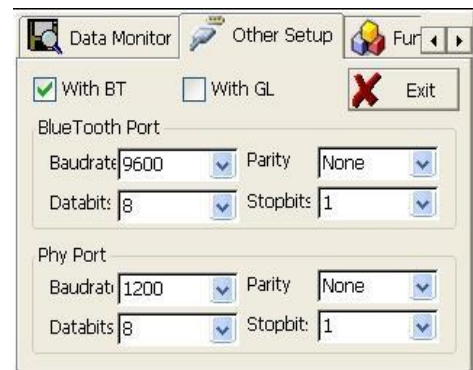 Data Monitor Other Setup Fur
With BT With GL Exit
BlueTooth Port
Baudrate 9600 Parity None
Databits 8 Stopbits 1
Phy Port
Baudrat 1200 Parity None
Databits 8 Stopbit: 1